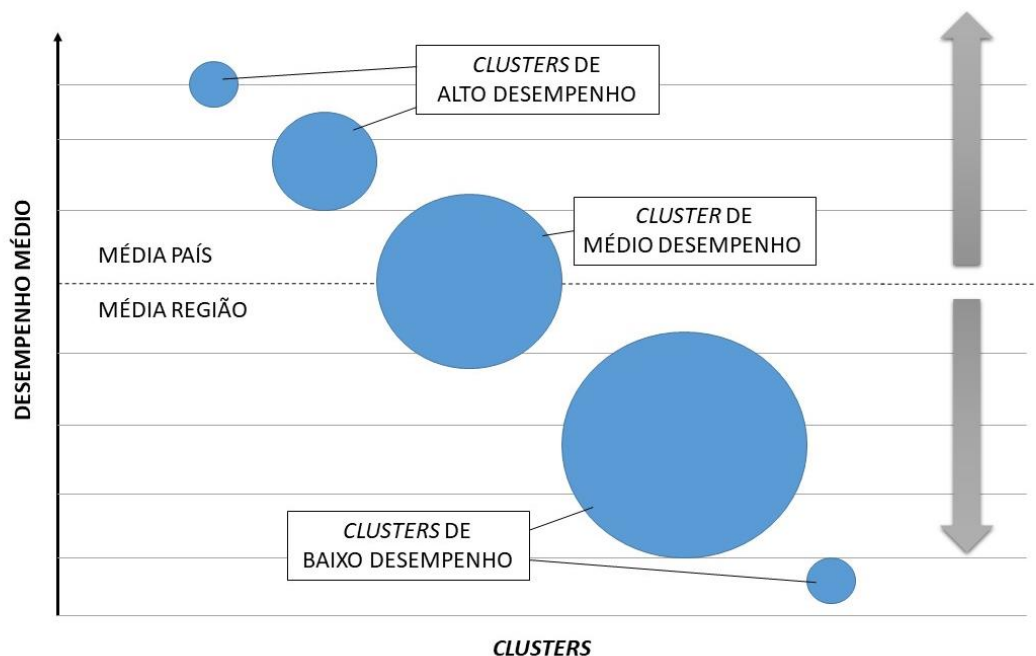 CLUSTERS DE
ALTO DESEMPENHO
CLUSTER DE
MÉDIO DESEMPENHO
MÉDIA PAÍS
MÉDIA REGIÃO
DESEMPENHO MÉDIO
CLUSTERS DE
BAIXO DESEMPENHO
CLUSTERS